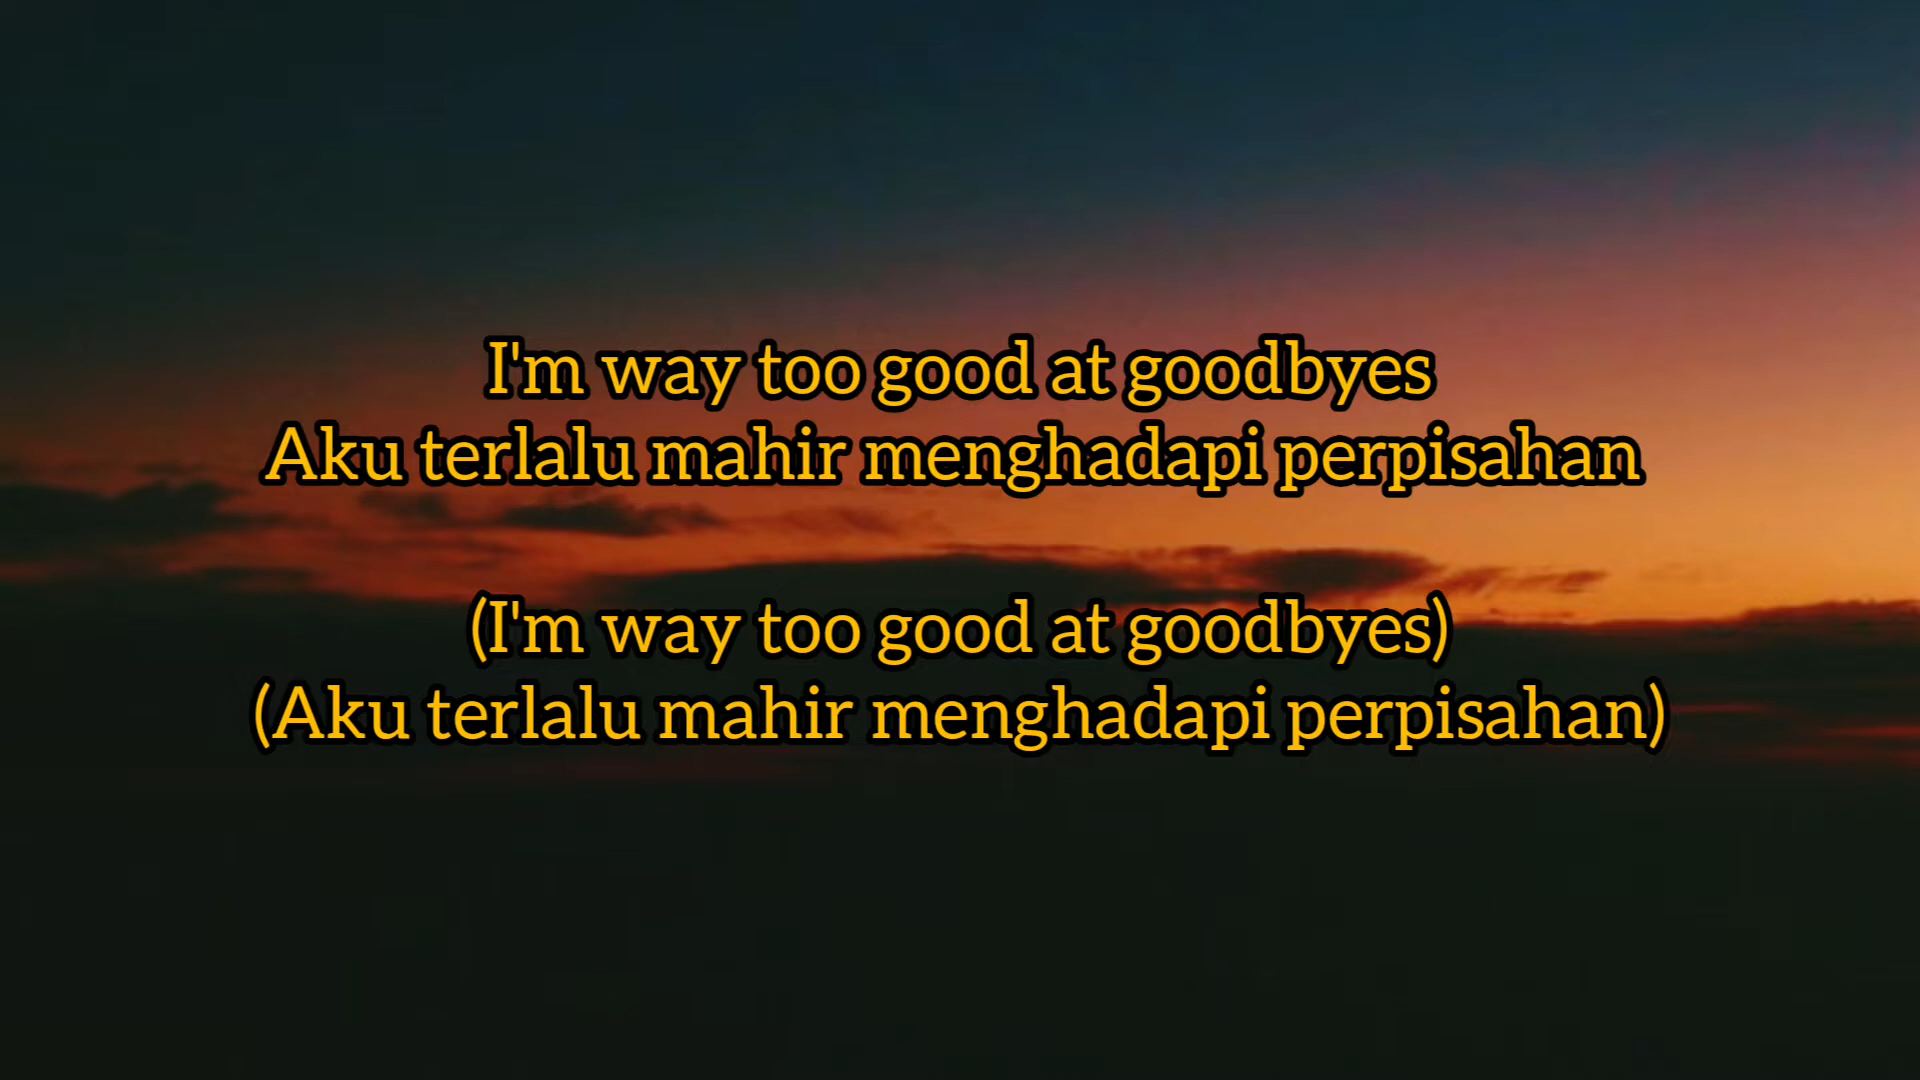 I'm way too good at goodbyes
Aku terlalu mahir menghadapi perpisahan
(I'm way too good at goodbyes)
(Aku terlalu mahir menghadapi perpisahan)